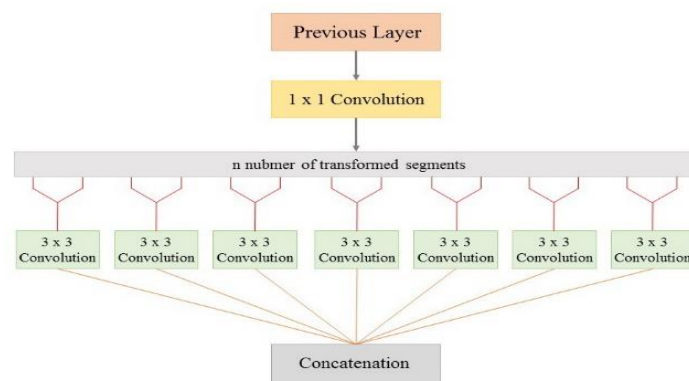 Previous Layer
1 x 1 Convolution
n nubmer of transformed segments
3 x 3
Convolution
3 x 3
Convolution
3 x 3
Convolution
3 x 3
Convolution
3 x 3
Convolution
3 x 3
Convolution
3 x 3
Convolution
Concatenation